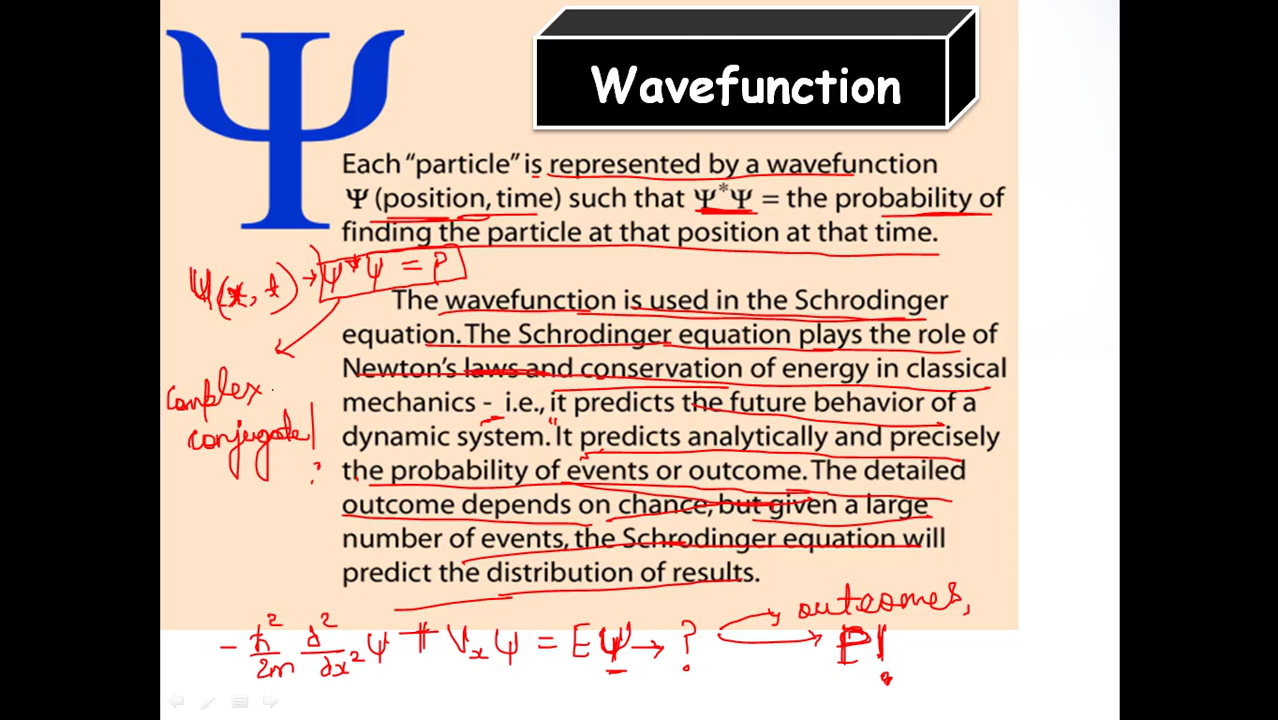 Ψ
Wavefunction
Each “particle” is represented by a wavefunction
Ψ (position, time) such that Ψ*Ψ = the probability of
finding the particle at that position at that time.
Ψ(x, t) → Ψ*Ψ = P
The wavefunction is used in the Schrodinger
equation. The Schrodinger equation plays the role of
Newton’s laws and conservation of energy in classical
mechanics - i.e., it predicts the future behavior of a
dynamic system. It predicts analytically and precisely
the probability of events or outcome. The detailed
outcome depends on chance, but given a large
number of events, the Schrodinger equation will
predict the distribution of results.
Complex
conjugate!
?
outcomes,
-ħ²/2m d²/dx² Ψ + Vₓ Ψ = E Ψ → ? P!